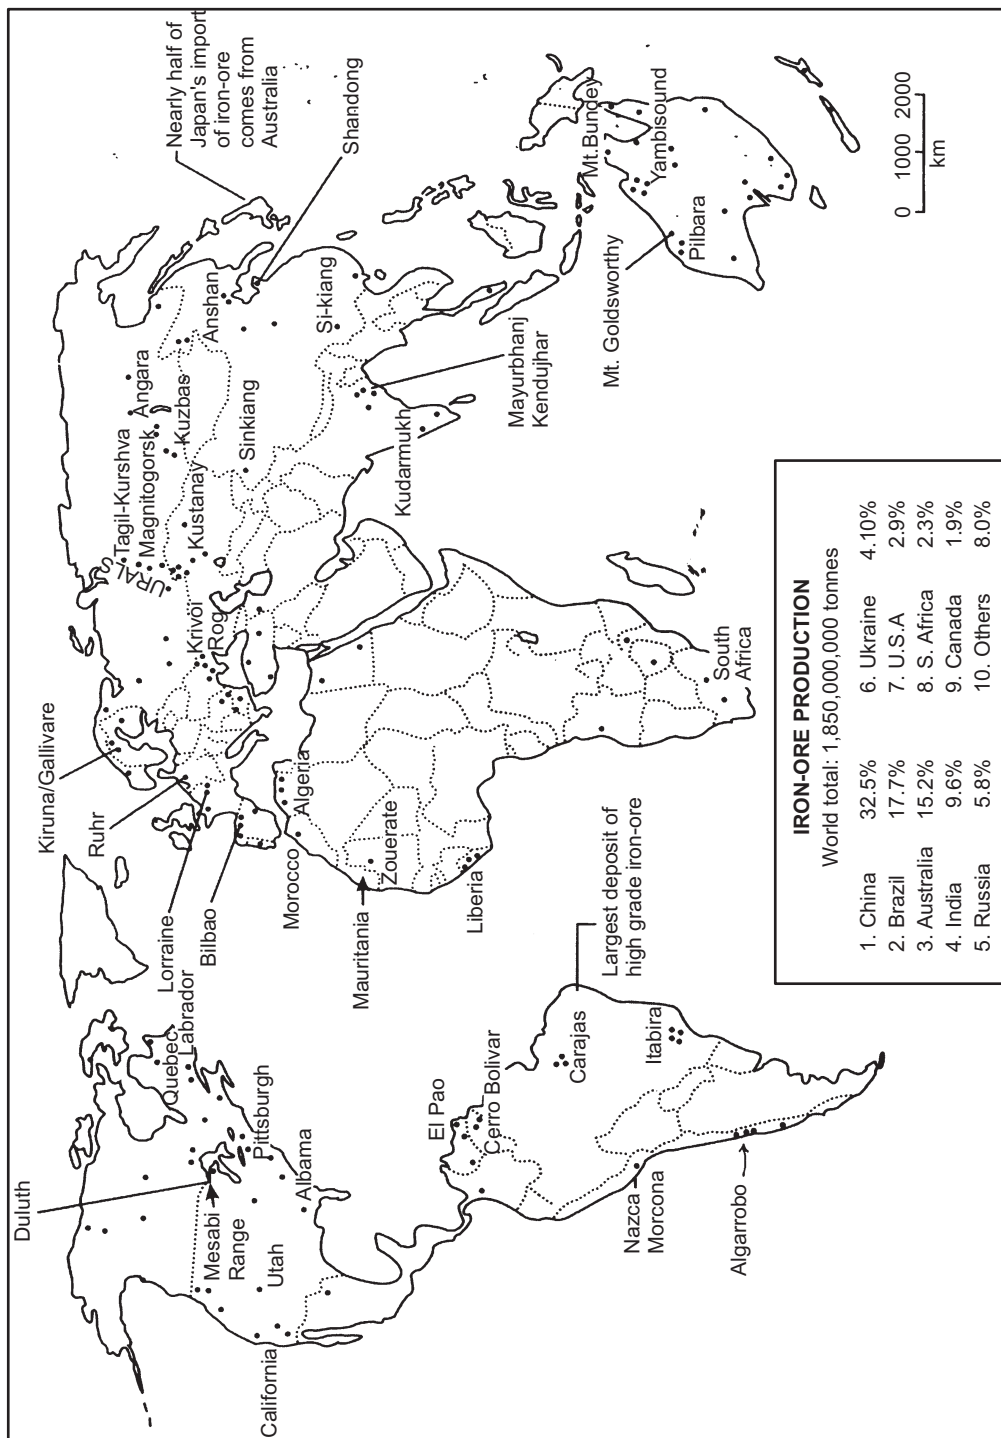 Duluth
Mesabi
Range
Utah
California
Albama
Pittsburgh
Quebec
Labrador
Lorraine
Bilbao
Ruhr
Kiruna/Gallivare
El Pao
Cerro Bolivar
Carajas
Largest deposit of
high grade iron-ore
Itabira
Nazca
Morcona
Algarrobo
Morocco
Algeria
Mauritania
Zouerate
Liberia
South
Africa
Krivoi
Rog
URALS
Tagil-Kurshva
Magnitogorsk
Kustanay
Kuzbas
Angara
Sinkiang
Anshan
Si-kiang
Shandong
Nearly half of
Japan's import
of iron-ore
comes from
Australia
Kudarmukh
Mayurbhanj
Kendujhar
Mt. Goldsworthy
Pilbara
Mt.Bundey
Yambisound
0 1000 2000
km
IRON-ORE PRODUCTION
World total: 1,850,000,000 tonnes
1. China 32.5% 6. Ukraine 4.10%
2. Brazil 17.7% 7. U.S.A 2.9%
3. Australia 15.2% 8. S. Africa 2.3%
4. India 9.6% 9. Canada 1.9%
5. Russia 5.8% 10. Others 8.0%